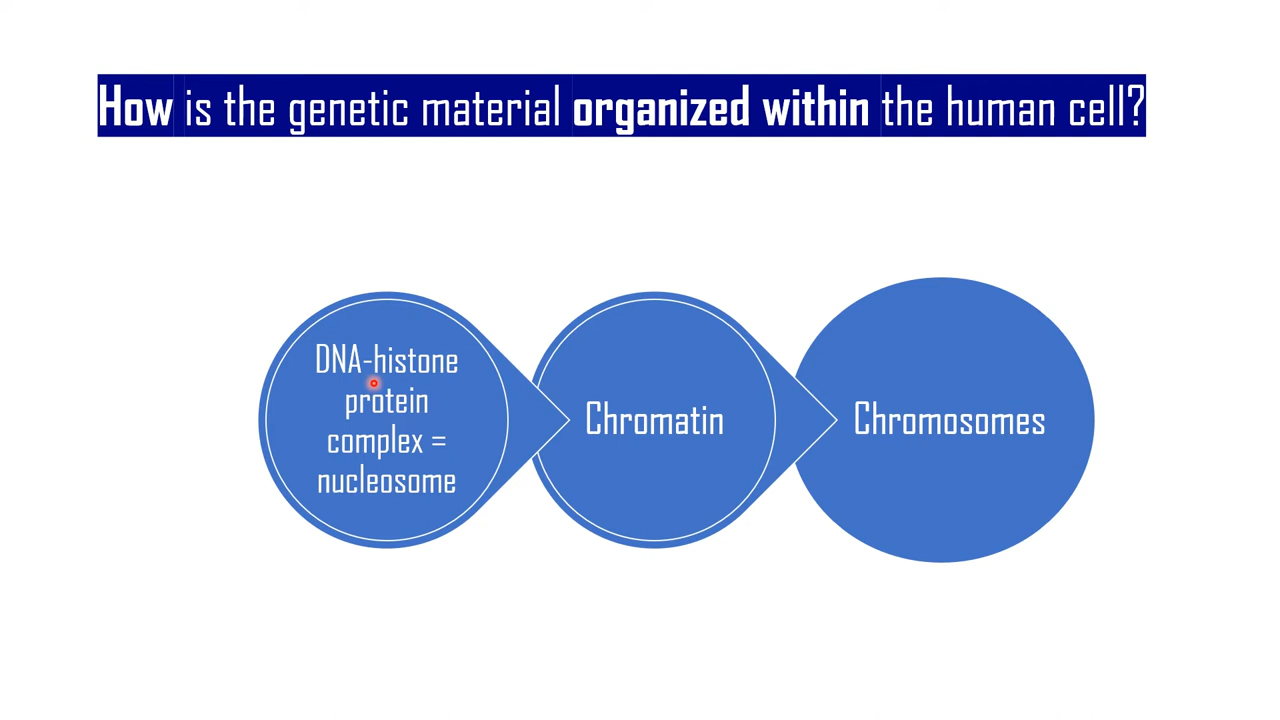 How is the genetic material organized within the human cell?
DNA-histone
protein
complex =
nucleosome
Chromatin
Chromosomes